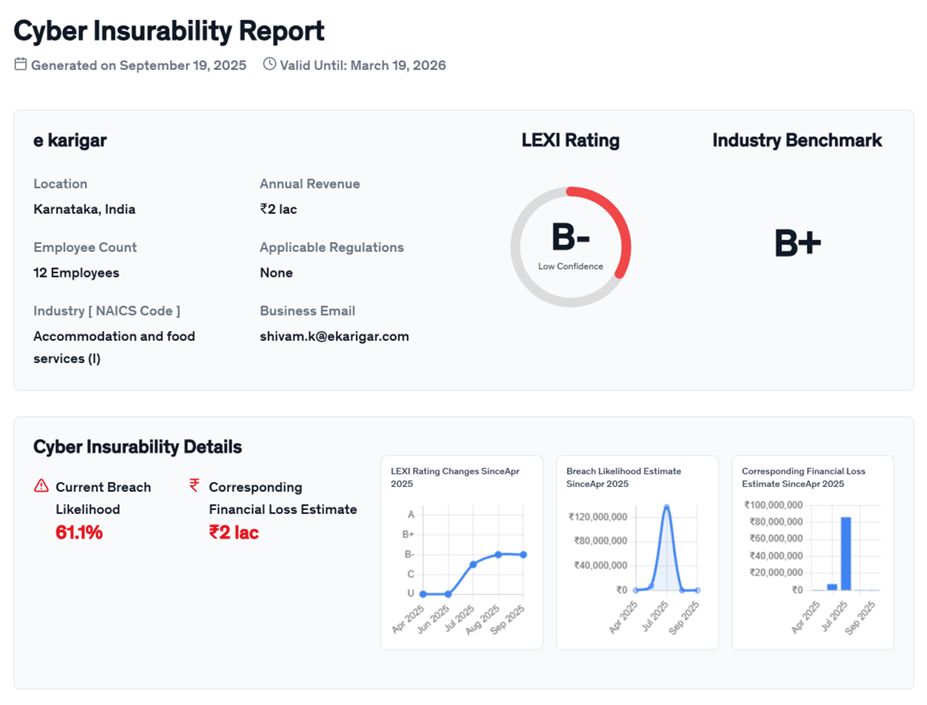 Cyber Insurability Report
Generated on September 19, 2025 Valid Until: March 19, 2026
e karigar
Location
Karnataka, India
Annual Revenue
₹2 lac
Employee Count
12 Employees
Applicable Regulations
None
Industry [ NAICS Code ]
Accommodation and food
services (I)
Business Email
shivam.k@ekarigar.com
LEXI Rating
B-
Low Confidence
Industry Benchmark
B+
Cyber Insurability Details
Current Breach
Likelihood
61.1%
₹ Corresponding
Financial Loss Estimate
₹2 lac
LEXI Rating Changes SinceApr
2025
A
B+
B-
C
U
Apr 2025
Jun 2025
Jul 2025
Aug 2025
Sep 2025
Breach Likelihood Estimate
SinceApr 2025
₹120,000,000
₹80,000,000
₹40,000,000
₹0
Apr 2025
Jul 2025
Sep 2025
Corresponding Financial Loss
Estimate SinceApr 2025
₹100,000,000
₹80,000,000
₹60,000,000
₹40,000,000
₹20,000,000
₹0
Apr 2025
Jul 2025
Sep 2025